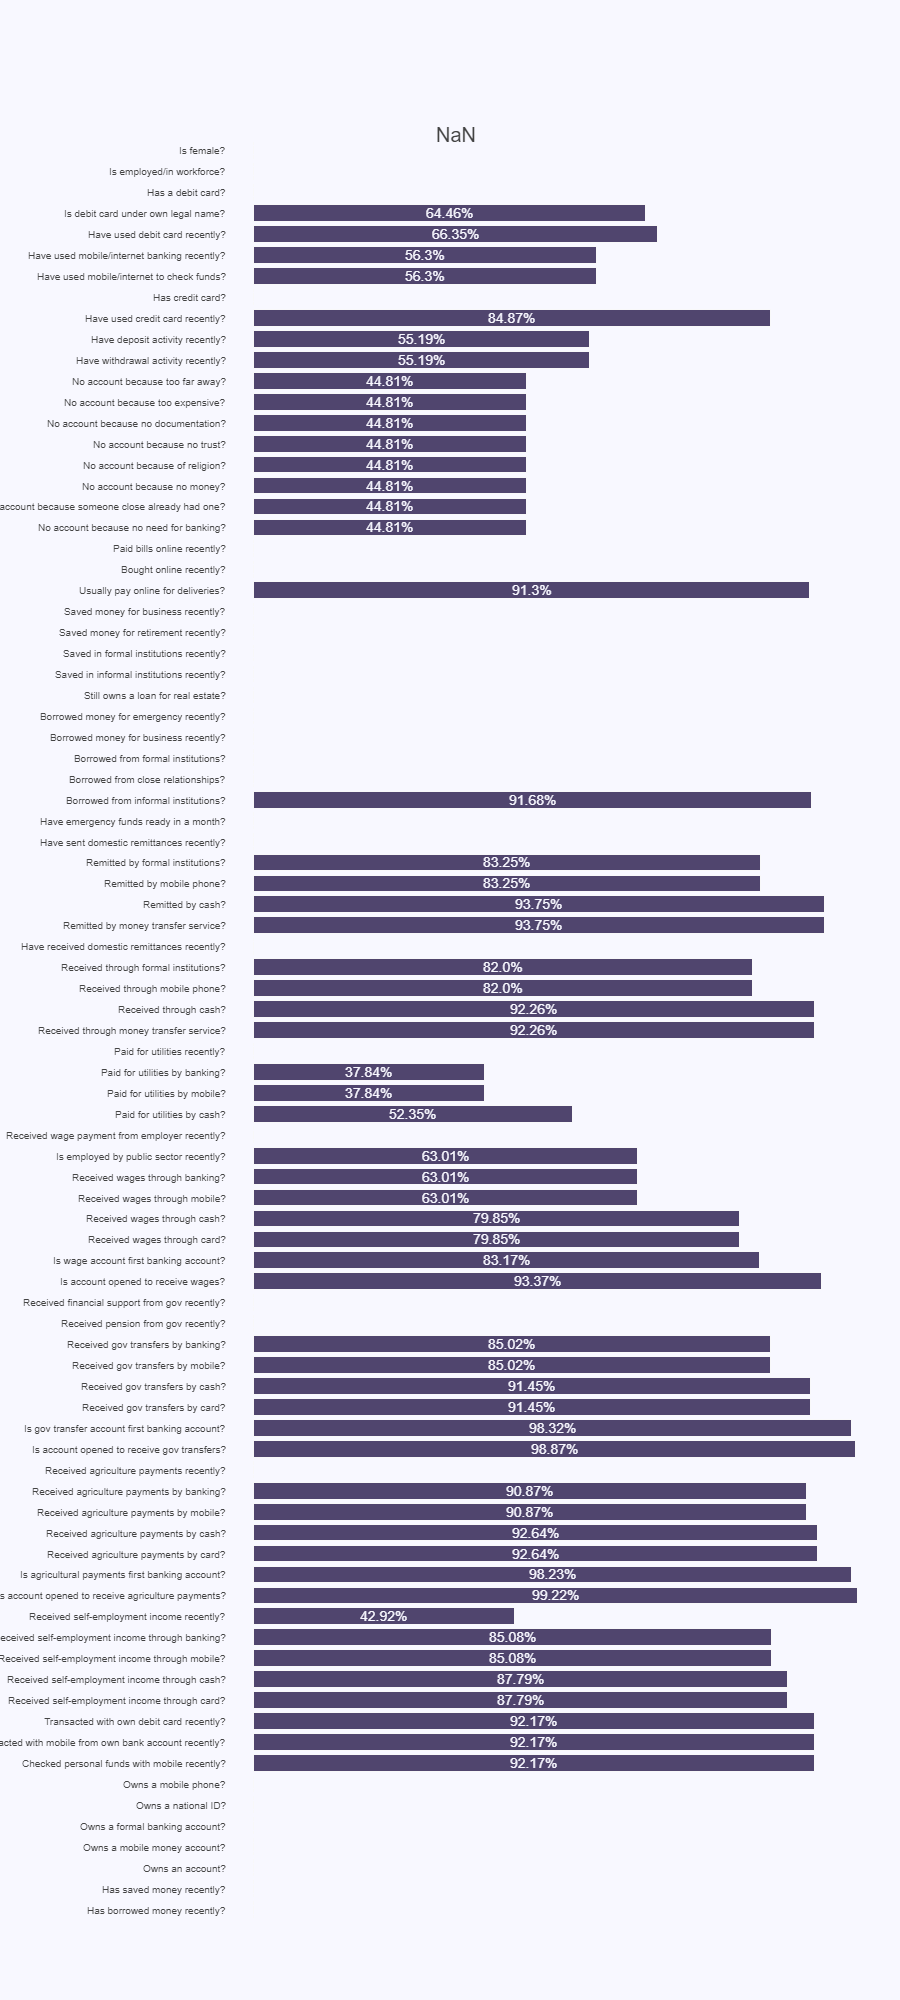 NaN
Is female?
Is employed/in workforce?
Has a debit card?
Is debit card under own legal name? 64.46%
Have used debit card recently? 66.35%
Have used mobile/internet banking recently? 56.3%
Have used mobile/internet to check funds? 56.3%
Has credit card?
Have used credit card recently? 84.87%
Have deposit activity recently? 55.19%
Have withdrawal activity recently? 55.19%
No account because too far away? 44.81%
No account because too expensive? 44.81%
No account because no documentation? 44.81%
No account because no trust? 44.81%
No account because of religion? 44.81%
No account because no money? 44.81%
account because someone close already had one? 44.81%
No account because no need for banking? 44.81%
Paid bills online recently?
Bought online recently?
Usually pay online for deliveries? 91.3%
Saved money for business recently?
Saved money for retirement recently?
Saved in formal institutions recently?
Saved in informal institutions recently?
Still owns a loan for real estate?
Borrowed money for emergency recently?
Borrowed money for business recently?
Borrowed from formal institutions?
Borrowed from close relationships?
Borrowed from informal institutions? 91.68%
Have emergency funds ready in a month?
Have sent domestic remittances recently?
Remitted by formal institutions? 83.25%
Remitted by mobile phone? 83.25%
Remitted by cash? 93.75%
Remitted by money transfer service? 93.75%
Have received domestic remittances recently?
Received through formal institutions? 82.0%
Received through mobile phone? 82.0%
Received through cash? 92.26%
Received through money transfer service? 92.26%
Paid for utilities recently?
Paid for utilities by banking? 37.84%
Paid for utilities by mobile? 37.84%
Paid for utilities by cash? 52.35%
Received wage payment from employer recently?
Is employed by public sector recently? 63.01%
Received wages through banking? 63.01%
Received wages through mobile? 63.01%
Received wages through cash? 79.85%
Received wages through card? 79.85%
Is wage account first banking account? 83.17%
Is account opened to receive wages? 93.37%
Received financial support from gov recently?
Received pension from gov recently?
Received gov transfers by banking? 85.02%
Received gov transfers by mobile? 85.02%
Received gov transfers by cash? 91.45%
Received gov transfers by card? 91.45%
Is gov transfer account first banking account? 98.32%
Is account opened to receive gov transfers? 98.87%
Received agriculture payments recently?
Received agriculture payments by banking? 90.87%
Received agriculture payments by mobile? 90.87%
Received agriculture payments by cash? 92.64%
Received agriculture payments by card? 92.64%
Is agricultural payments first banking account? 98.23%
s account opened to receive agriculture payments? 99.22%
Received self-employment income recently? 42.92%
eceived self-employment income through banking? 85.08%
Received self-employment income through mobile? 85.08%
Received self-employment income through cash? 87.79%
Received self-employment income through card? 87.79%
Transacted with own debit card recently? 92.17%
acted with mobile from own bank account recently? 92.17%
Checked personal funds with mobile recently? 92.17%
Owns a mobile phone?
Owns a national ID?
Owns a formal banking account?
Owns a mobile money account?
Owns an account?
Has saved money recently?
Has borrowed money recently?